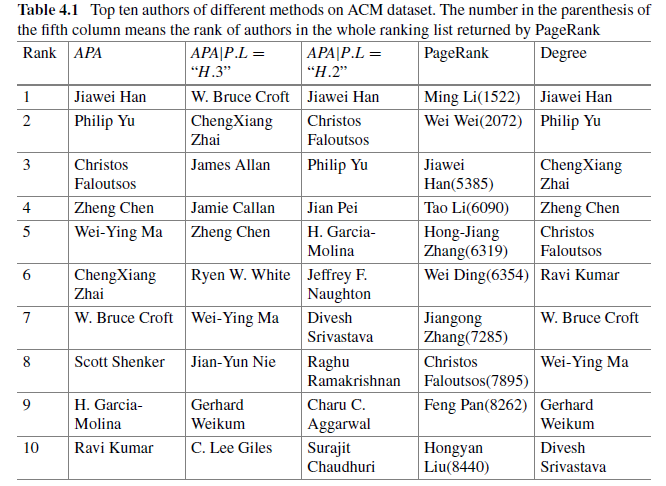 Table 4.1 Top ten authors of different methods on ACM dataset. The number in the parenthesis of
the fifth column means the rank of authors in the whole ranking list returned by PageRank
Rank APA APA|P.L = APA|P.L = PageRank Degree
“H.3” “H.2”
1 Jiawei Han W. Bruce Croft Jiawei Han Ming Li(1522) Jiawei Han
2 Philip Yu ChengXiang Christos Wei Wei(2072) Philip Yu
Zhai Faloutsos
3 Christos James Allan Philip Yu Jiawei ChengXiang
Faloutsos Han(5385) Zhai
4 Zheng Chen Jamie Callan Jian Pei Tao Li(6090) Zheng Chen
5 Wei-Ying Ma Zheng Chen H. Garcia- Hong-Jiang Christos
Molina Zhang(6319) Faloutsos
6 ChengXiang Ryen W. White Jeffrey F. Wei Ding(6354) Ravi Kumar
Zhai Naughton
7 W. Bruce Croft Wei-Ying Ma Divesh Jiangong W. Bruce Croft
Srivastava Zhang(7285)
8 Scott Shenker Jian-Yun Nie Raghu Christos Wei-Ying Ma
Ramakrishnan Faloutsos(7895)
9 H. Garcia- Gerhard Charu C. Feng Pan(8262) Gerhard
Molina Weikum Aggarwal Weikum
10 Ravi Kumar C. Lee Giles Surajit Hongyan Divesh
Chaudhuri Liu(8440) Srivastava